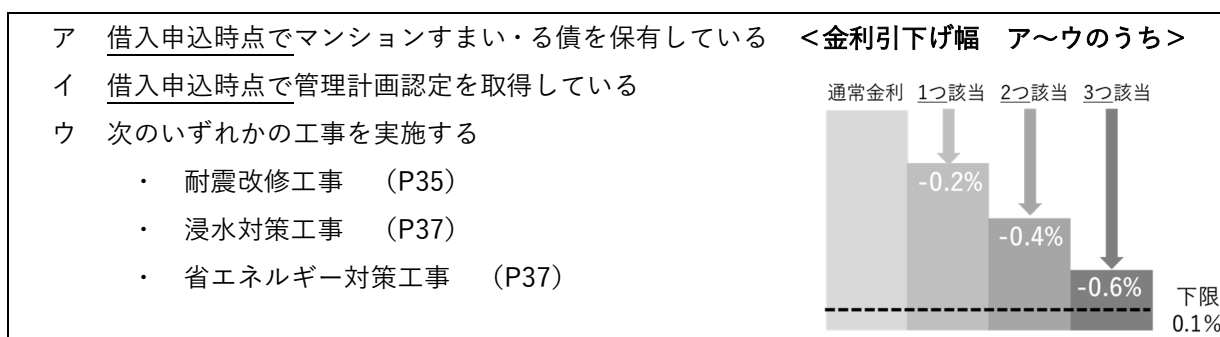 ア 借入申込時点でマンションすまい・る債を保有している
イ 借入申込時点で管理計画認定を取得している
ウ 次のいずれかの工事を実施する
・ 耐震改修工事 （P35）
・ 浸水対策工事 （P37）
・ 省エネルギー対策工事 （P37）
＜金利引下げ幅 ア～ウのうち＞
通常金利 1つ該当 2つ該当 3つ該当
-0.2%
-0.4%
-0.6%
下限
0.1%